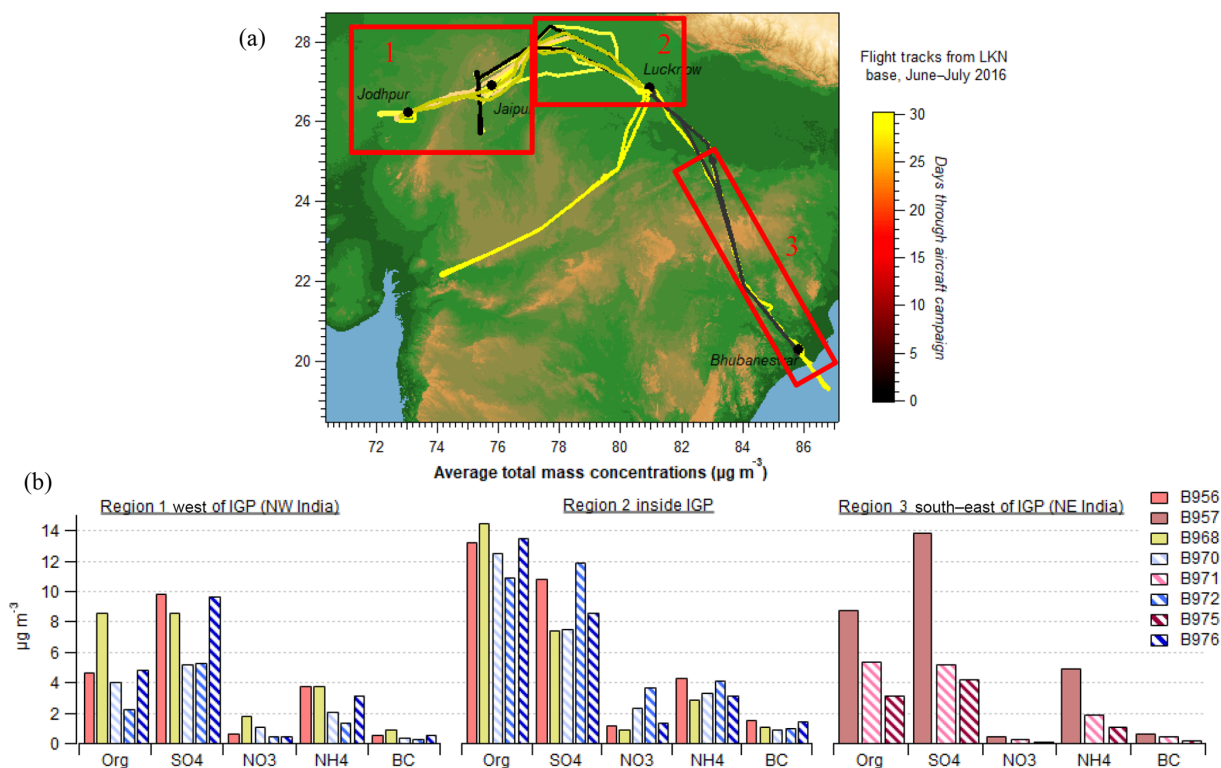 (a)
28
26
24
22
20
1
2
3
Jodhpur
Jaipur
Lucknow
Bhubaneswar
72 74 76 78 80 82 84 86
Flight tracks from LKN
base, June–July 2016
30
25
20
15
10
5
0
Days through aircraft campaign
Average total mass concentrations (µg m⁻³)
(b)
Region 1 west of IGP (NW India)
Region 2 inside IGP
Region 3 south–east of IGP (NE India)
µg m⁻³
14
12
10
8
6
4
2
0
Org SO4 NO3 NH4 BC
Org SO4 NO3 NH4 BC
Org SO4 NO3 NH4 BC
B956
B957
B968
B970
B971
B972
B975
B976